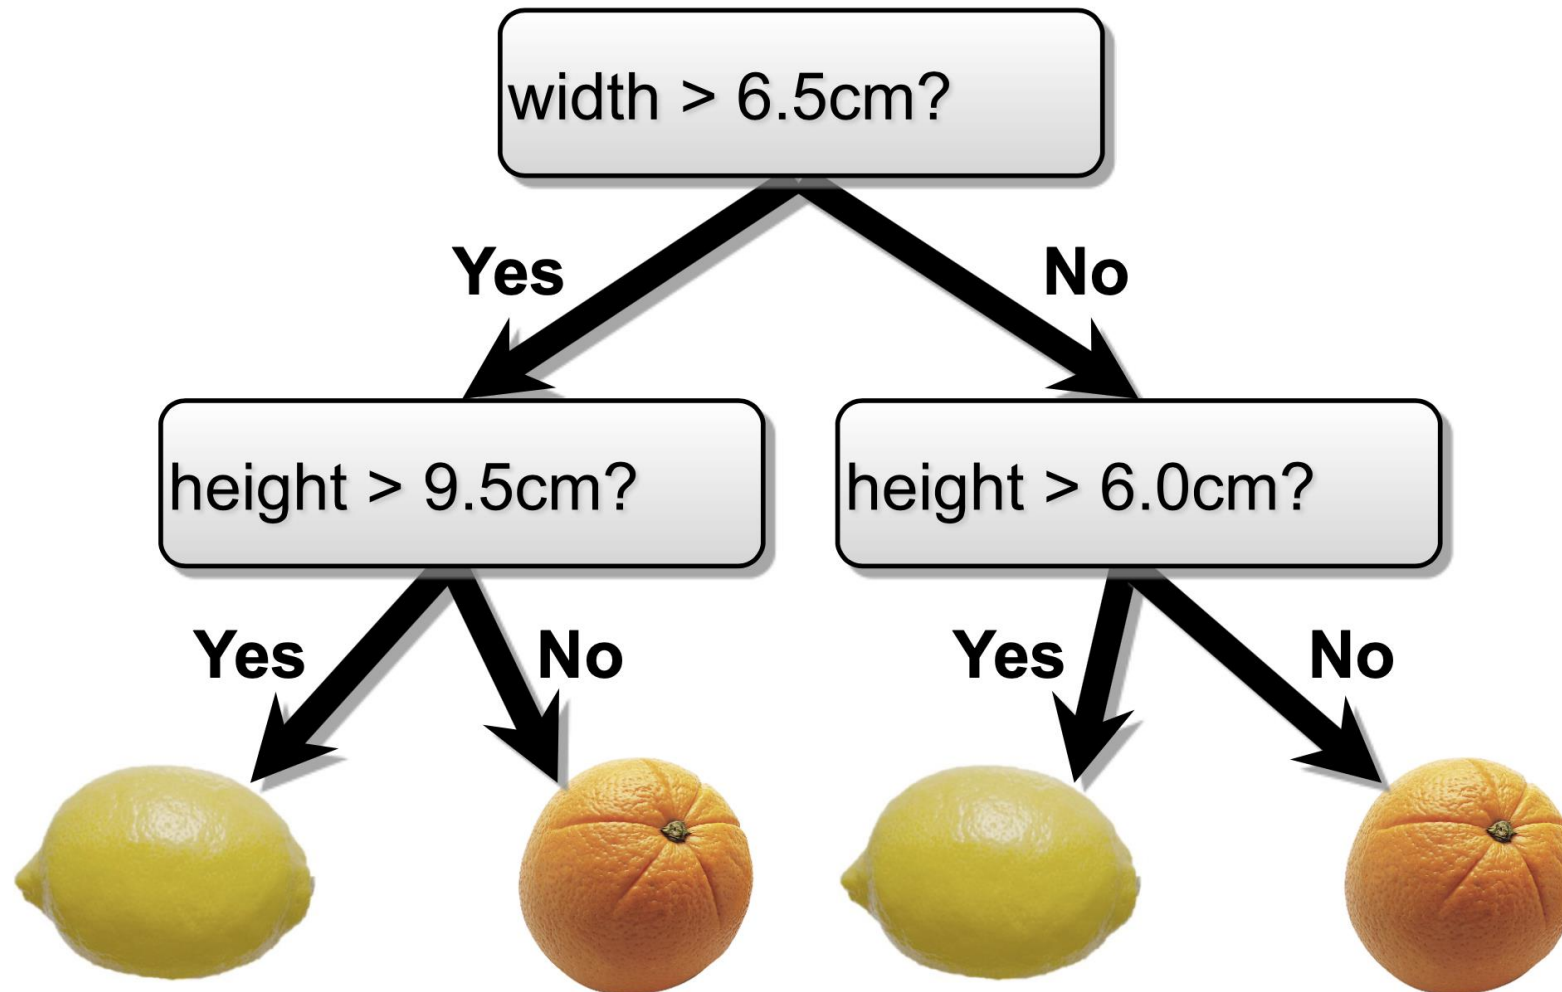 width > 6.5cm?
Yes
No
height > 9.5cm?
height > 6.0cm?
Yes
No
Yes
No